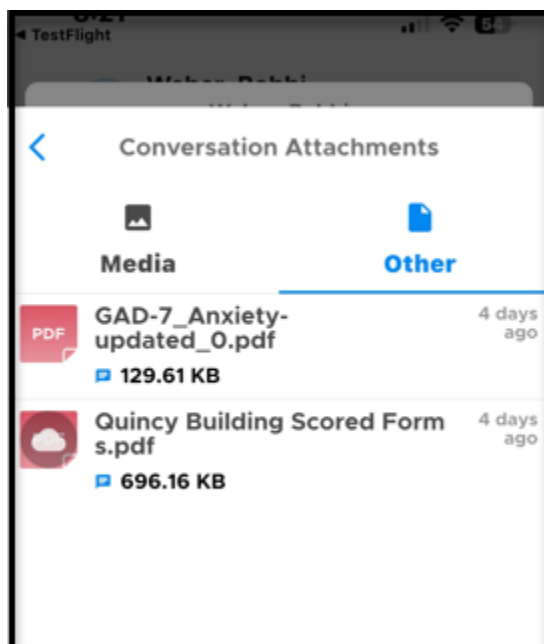 TestFlight
Conversation Attachments
Media
Other
PDF
GAD-7_Anxiety-
updated_0.pdf
4 days
ago
129.61 KB
Quincy Building Scored Form
s.pdf
4 days
ago
696.16 KB